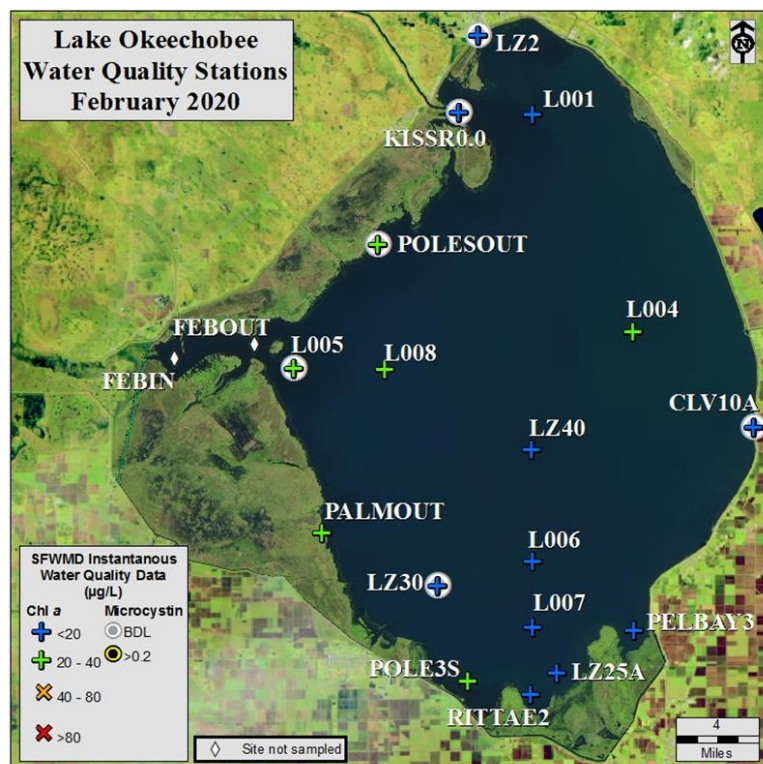 Lake Okeechobee
Water Quality Stations
February 2020
N
LZ2
L001
KISSR0.0
POLESOUT
L004
FEBOUT
L005
L008
FEBIN
CLV10A
LZ40
PALMOUT
L006
LZ30
L007
PELBAY3
POLE3S
LZ25A
RITTAE2
SFWMD Instantanous
Water Quality Data
(µg/L)
Chl a Microcystin
<20 BDL
20 - 40 >0.2
40 - 80
>80
Site not sampled
4
Miles